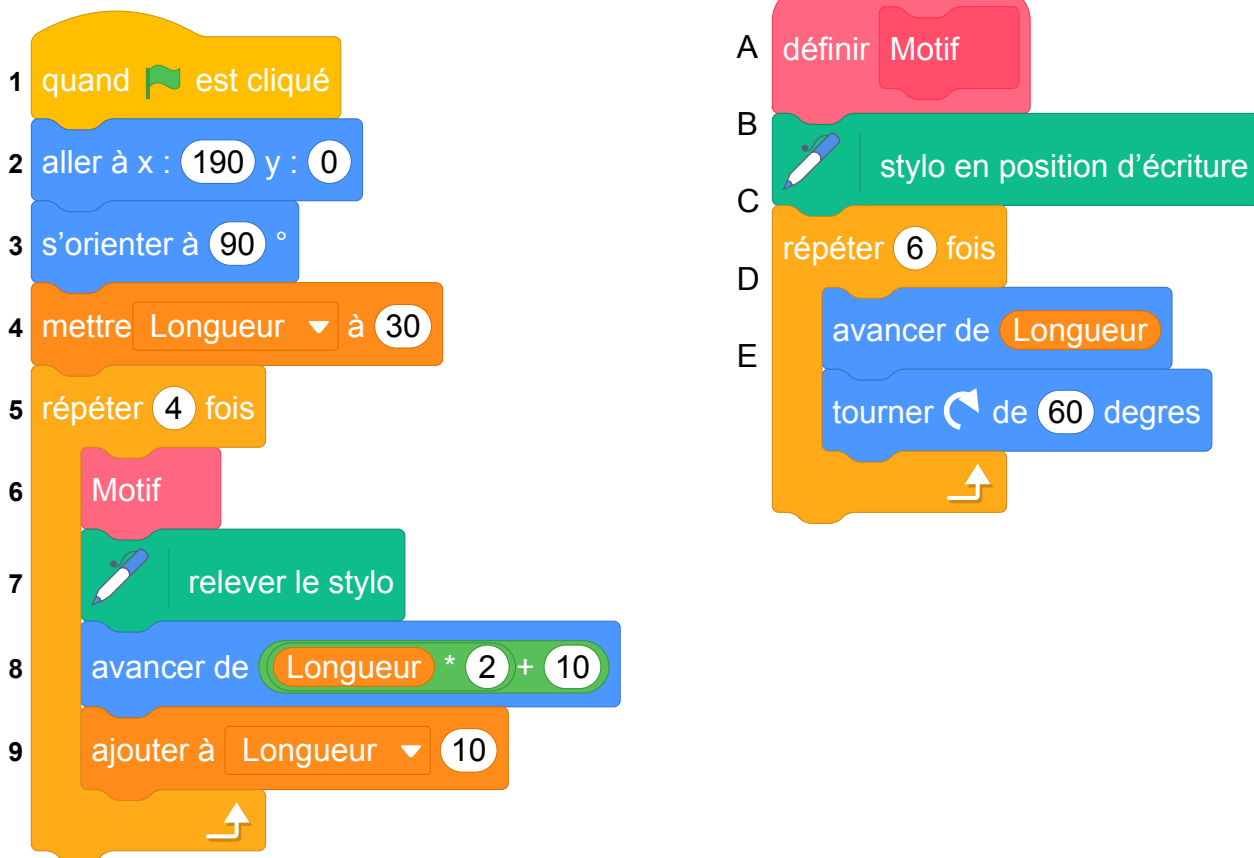 1 quand est cliqué
2 aller à x : 190 y : 0
3 s'orienter à 90 °
4 mettre Longueur à 30
5 répéter 4 fois
6 Motif
7 relever le stylo
8 avancer de Longueur * 2 + 10
9 ajouter à Longueur 10
A définir Motif
B
stylo en position d'écriture
C
répéter 6 fois
D
avancer de Longueur
E
tourner de 60 degres